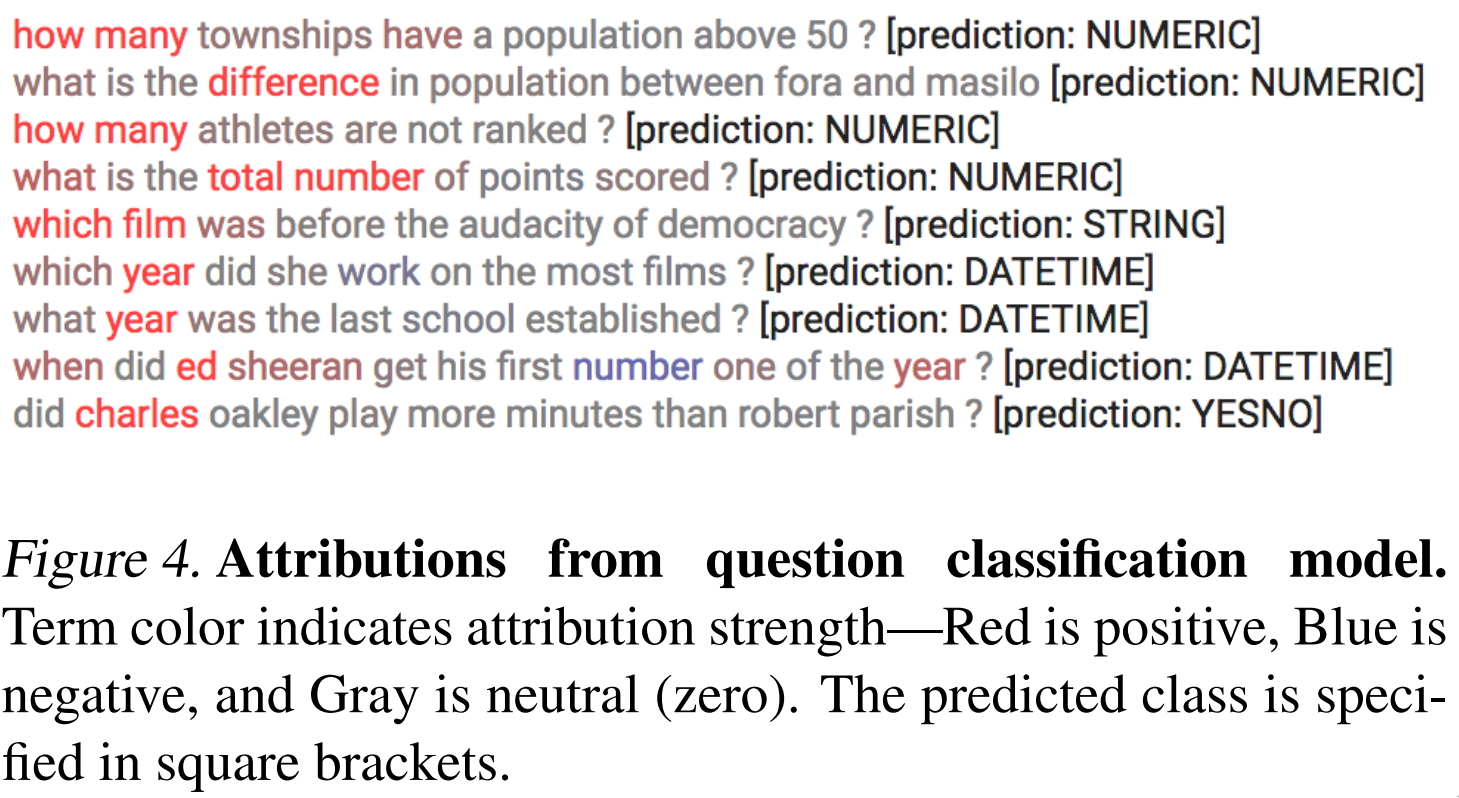 how many townships have a population above 50 ? [prediction: NUMERIC]
what is the difference in population between fora and masilo [prediction: NUMERIC]
how many athletes are not ranked ? [prediction: NUMERIC]
what is the total number of points scored ? [prediction: NUMERIC]
which film was before the audacity of democracy ? [prediction: STRING]
which year did she work on the most films ? [prediction: DATETIME]
what year was the last school established ? [prediction: DATETIME]
when did ed sheeran get his first number one of the year ? [prediction: DATETIME]
did charles oakley play more minutes than robert parish ? [prediction: YESNO]
Figure 4. Attributions from question classification model.
Term color indicates attribution strength—Red is positive, Blue is
negative, and Gray is neutral (zero). The predicted class is speci-
fied in square brackets.